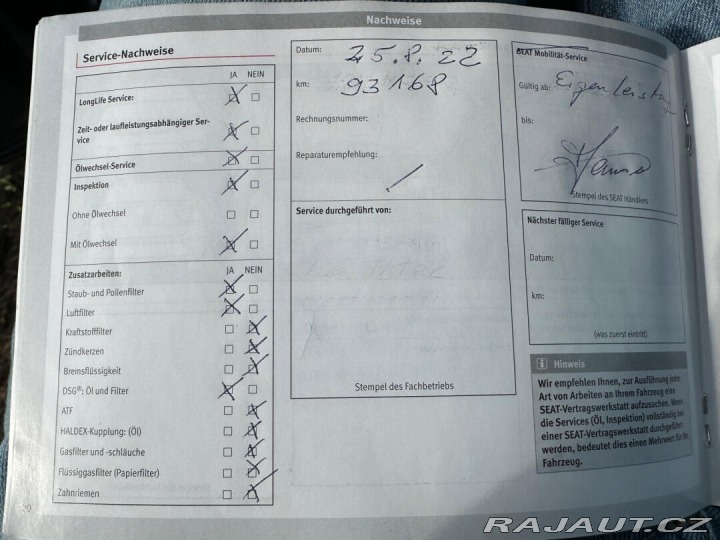 Nachweise
Service-Nachweise
JA NEIN
LongLife Service:
Zeit- oder laufleistungsabhängiger Ser-
vice
Ölwechsel-Service
Inspektion
Ohne Ölwechsel
Mit Ölwechsel
Zusatzarbeiten: JA NEIN
Staub- und Pollenfilter
Luftfilter
Kraftstofffilter
Zündkerzen
Bremsflüssigkeit
DSG®: Öl und Filter
ATF
HALDEX-Kupplung: (Öl)
Gasfilter und -schläuche
Flüssiggasfilter (Papierfilter)
Zahnriemen
20
Datum: 25.8.22
km: 93168
Rechnungsnummer:
Reparaturempfehlung:
Service durchgeführt von:
Stempel des Fachbetriebs
SEAT Mobilität-Service
Gültig ab: Eigenleistung
bis:
Stempel des SEAT Händlers
Nächster fälliger Service
Datum:
km:
(was zuerst eintritt)
Hinweis
Wir empfehlen Ihnen, zur Ausführung jeder
Art von Arbeiten an Ihrem Fahrzeug eine
SEAT-Vertragswerkstatt aufzusuchen. Wenn
die Services (Öl, Inspektion) vollständig bei
einer SEAT-Vertragswerkstatt durchgeführt
werden, bedeutet dies einen Mehrwert für Ihr
Fahrzeug.
RAJAUT.CZ